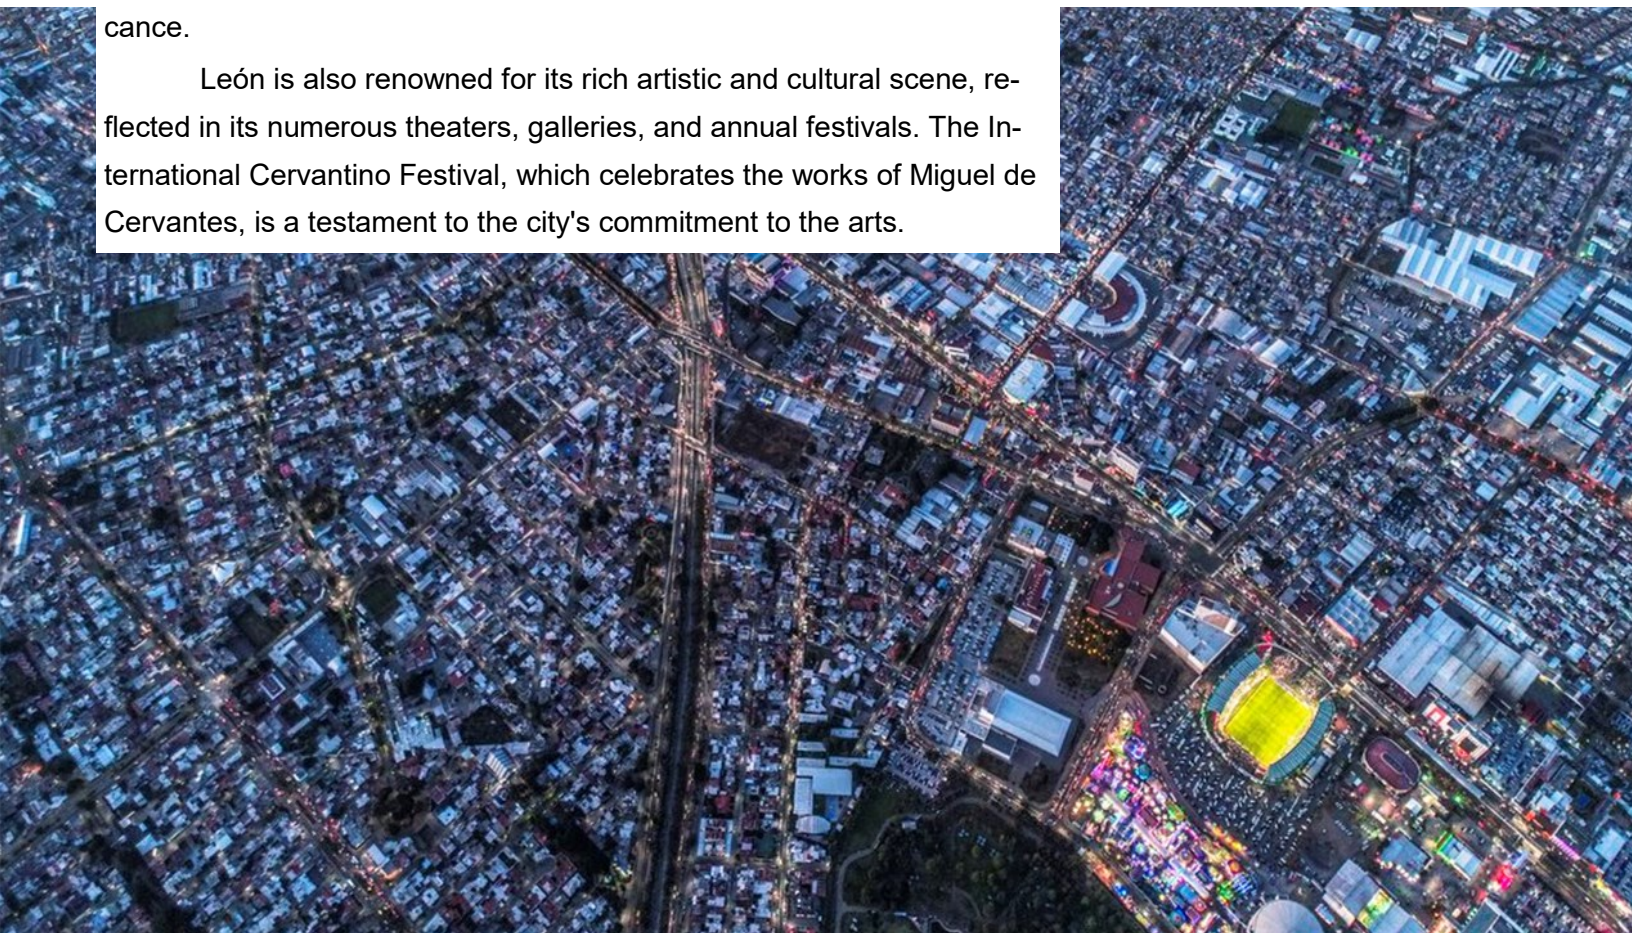 cance.
León is also renowned for its rich artistic and cultural scene, re-
flected in its numerous theaters, galleries, and annual festivals. The In-
ternational Cervantino Festival, which celebrates the works of Miguel de
Cervantes, is a testament to the city's commitment to the arts.